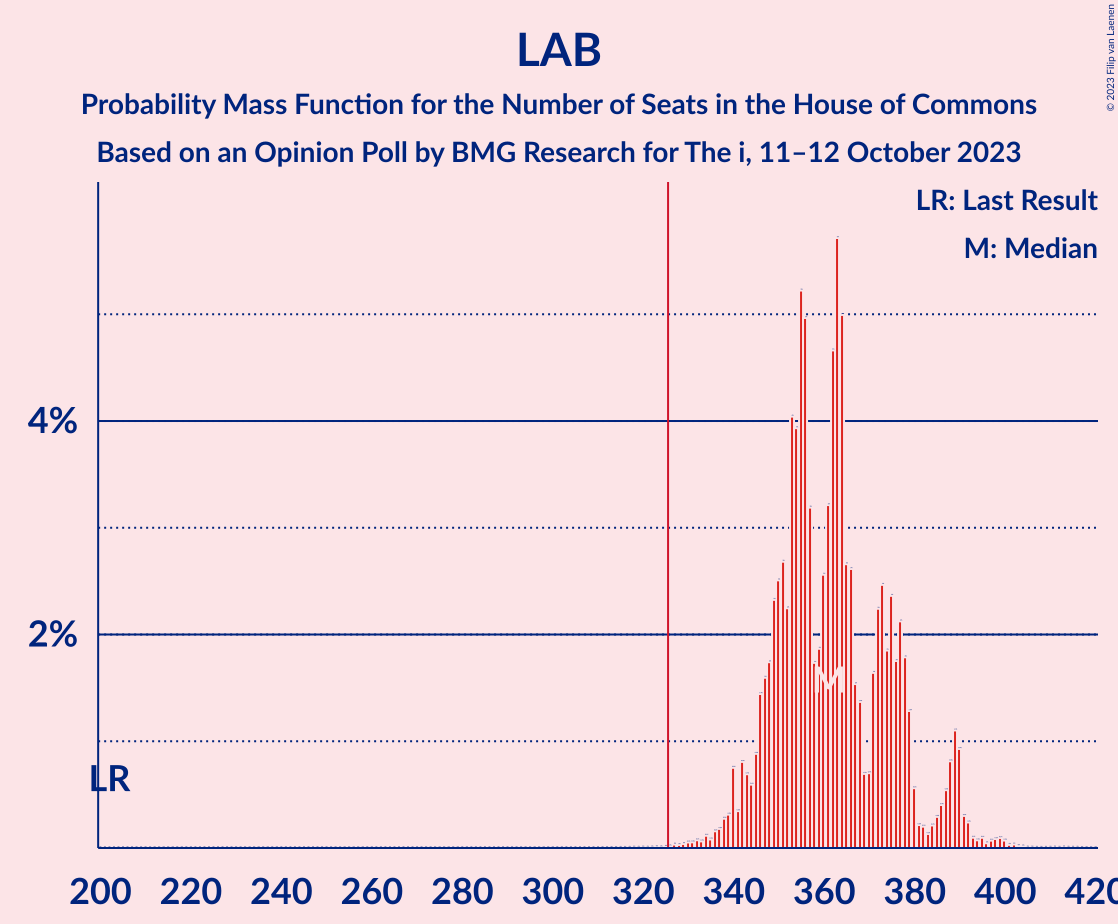 LAB
Probability Mass Function for the Number of Seats in the House of Commons
Based on an Opinion Poll by BMG Research for The i, 11–12 October 2023
© 2023 Filip van Laenen
LR: Last Result
M: Median
4%
2%
M
LR
200 220 240 260 280 300 320 340 360 380 400 420